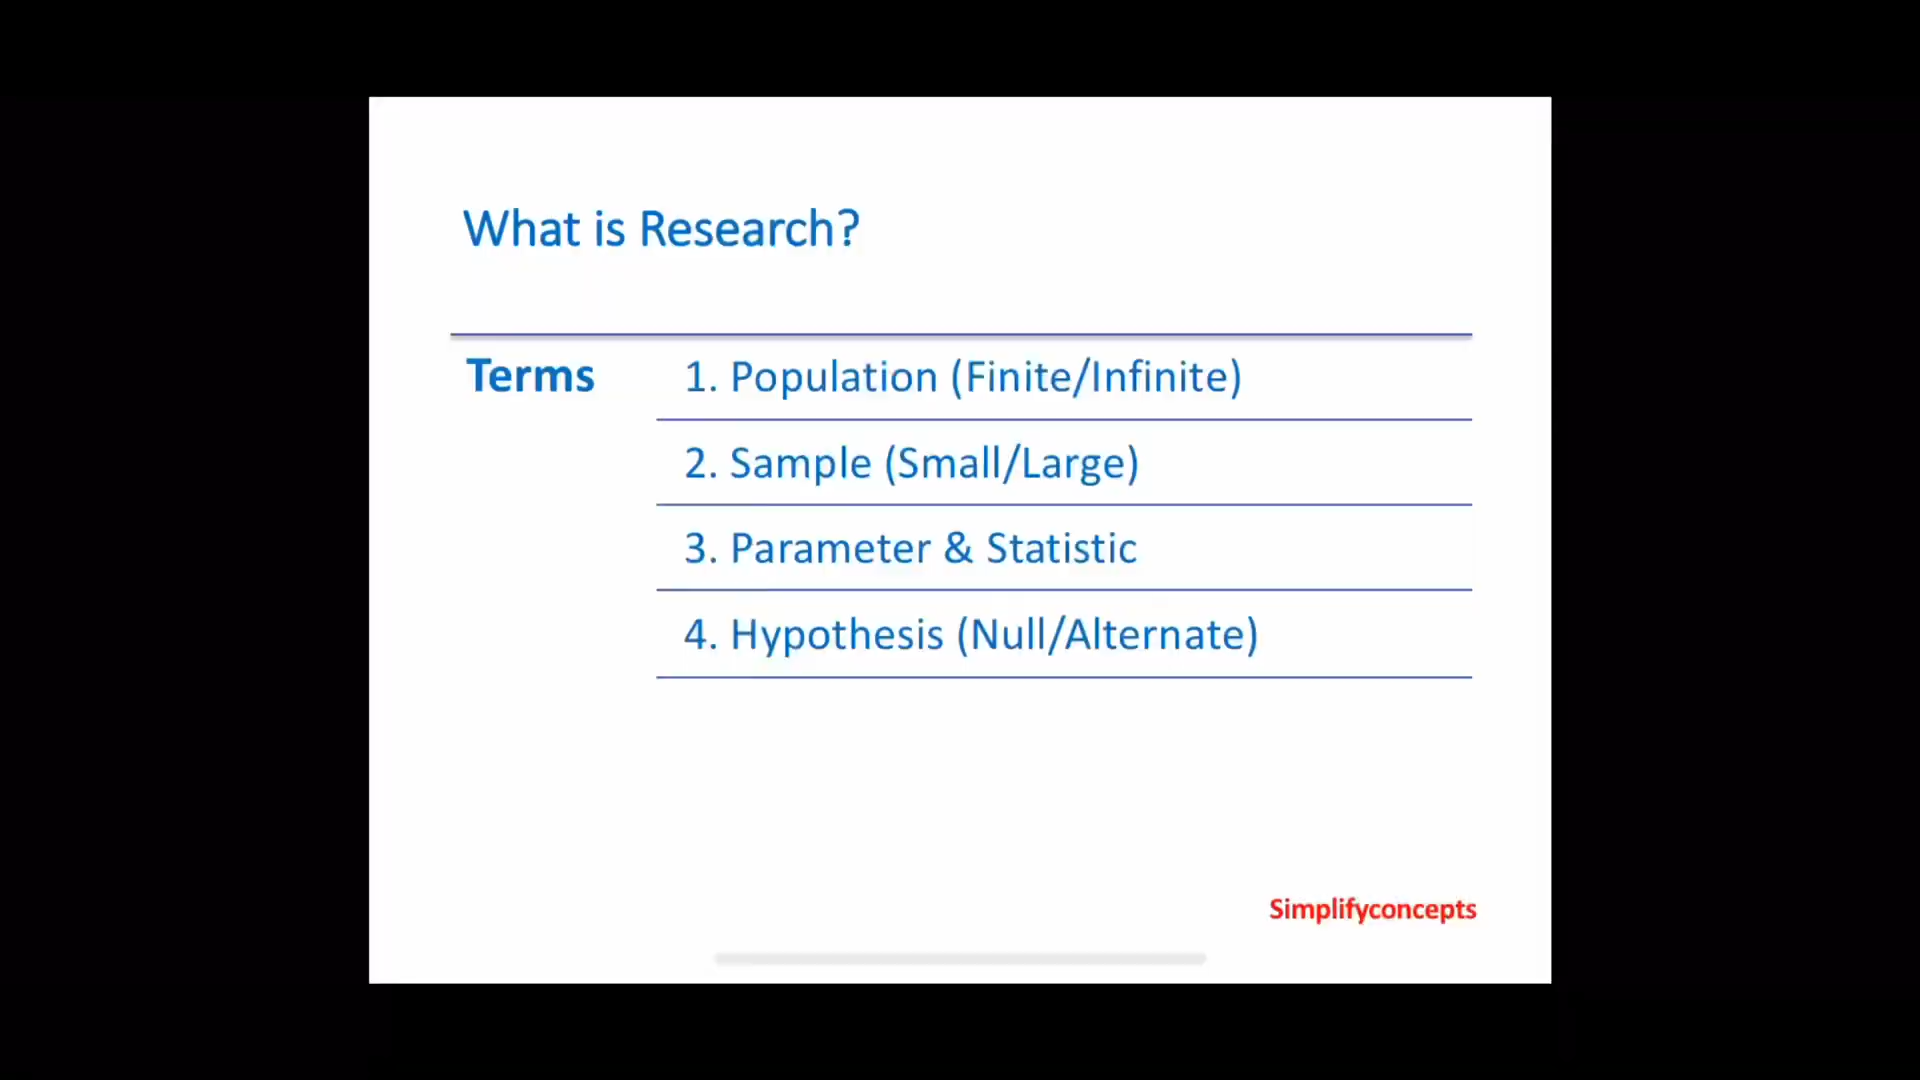 What is Research?
Terms
1. Population (Finite/Infinite)
2. Sample (Small/Large)
3. Parameter & Statistic
4. Hypothesis (Null/Alternate)
Simplifyconcepts